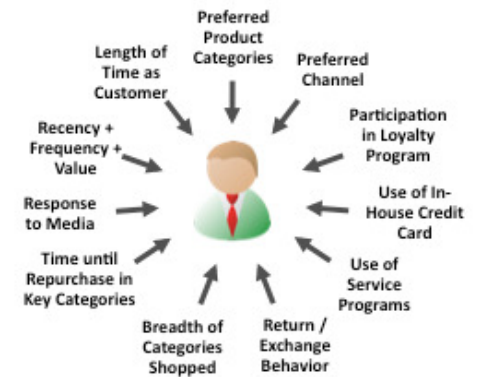 Preferred
Product
Categories
Preferred
Channel
Participation
in Loyalty
Program
Use of In-
House Credit
Card
Use of
Service
Programs
Return /
Exchange
Behavior
Breadth of
Categories
Shopped
Time until
Repurchase in
Key Categories
Response
to Media
Recency +
Frequency +
Value
Length of
Time as
Customer